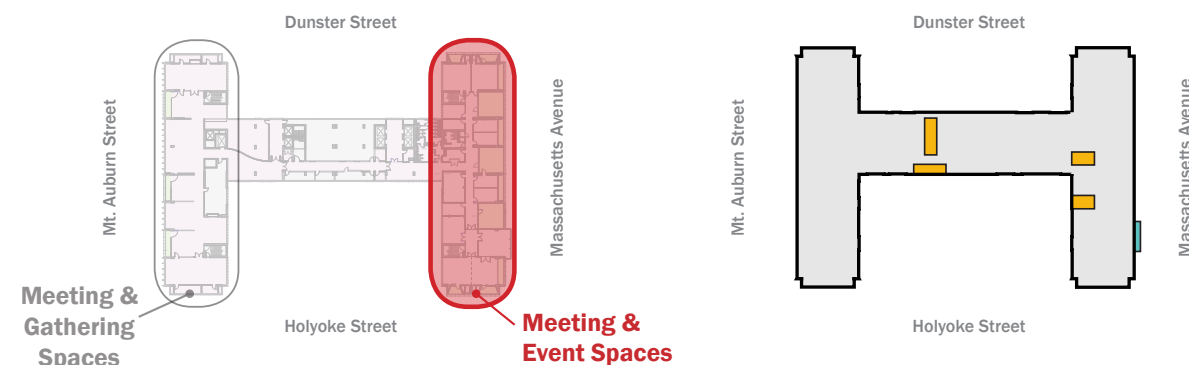 Dunster Street
Mt. Auburn Street
Massachusetts Avenue
Meeting &
Gathering
Spaces
Holyoke Street
Meeting &
Event Spaces
Dunster Street
Mt. Auburn Street
Massachusetts Avenue
Holyoke Street